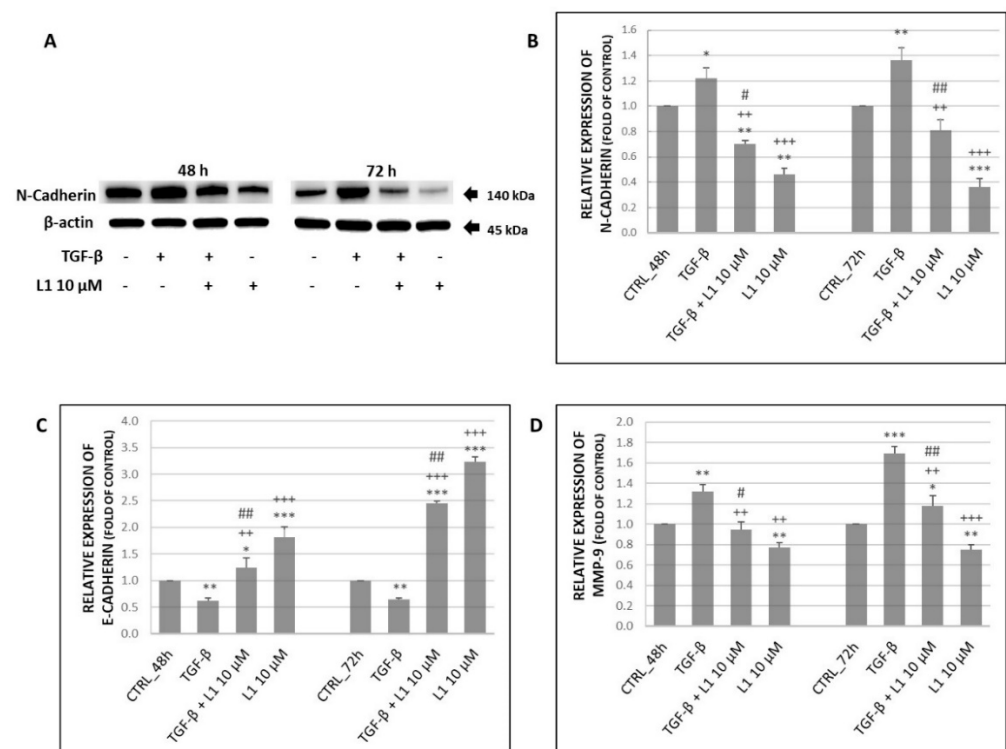 A
48 h 72 h
N-Cadherin 140 kDa
β-actin 45 kDa
TGF-β - + + - - + + -
L1 10 μM - - + + - - + +
B
RELATIVE EXPRESSION OF
N-CADHERIN (FOLD OF CONTROL)
1.6
1.4
1.2
1.0
0.8
0.6
0.4
0.2
0.0
*
#
++
**
+++
**
**
##
++
+++
***
CTRL_48h
TGF-β
TGF-β + L1 10 μM
L1 10 μM
CTRL_72h
TGF-β
TGF-β + L1 10 μM
L1 10 μM
C
RELATIVE EXPRESSION OF
E-CADHERIN (FOLD OF CONTROL)
4.0
3.5
3.0
2.5
2.0
1.5
1.0
0.5
0.0
**
##
++
*
+++
***
**
##
+++
***
+++
***
CTRL_48h
TGF-β
TGF-β + L1 10 μM
L1 10 μM
CTRL_72h
TGF-β
TGF-β + L1 10 μM
L1 10 μM
D
RELATIVE EXPRESSION OF
MMP-9 (FOLD OF CONTROL)
2.0
1.8
1.6
1.4
1.2
1.0
0.8
0.6
0.4
0.2
0.0
**
#
++
++
**
***
##
++
*
+++
**
CTRL_48h
TGF-β
TGF-β + L1 10 μM
L1 10 μM
CTRL_72h
TGF-β
TGF-β + L1 10 μM
L1 10 μM